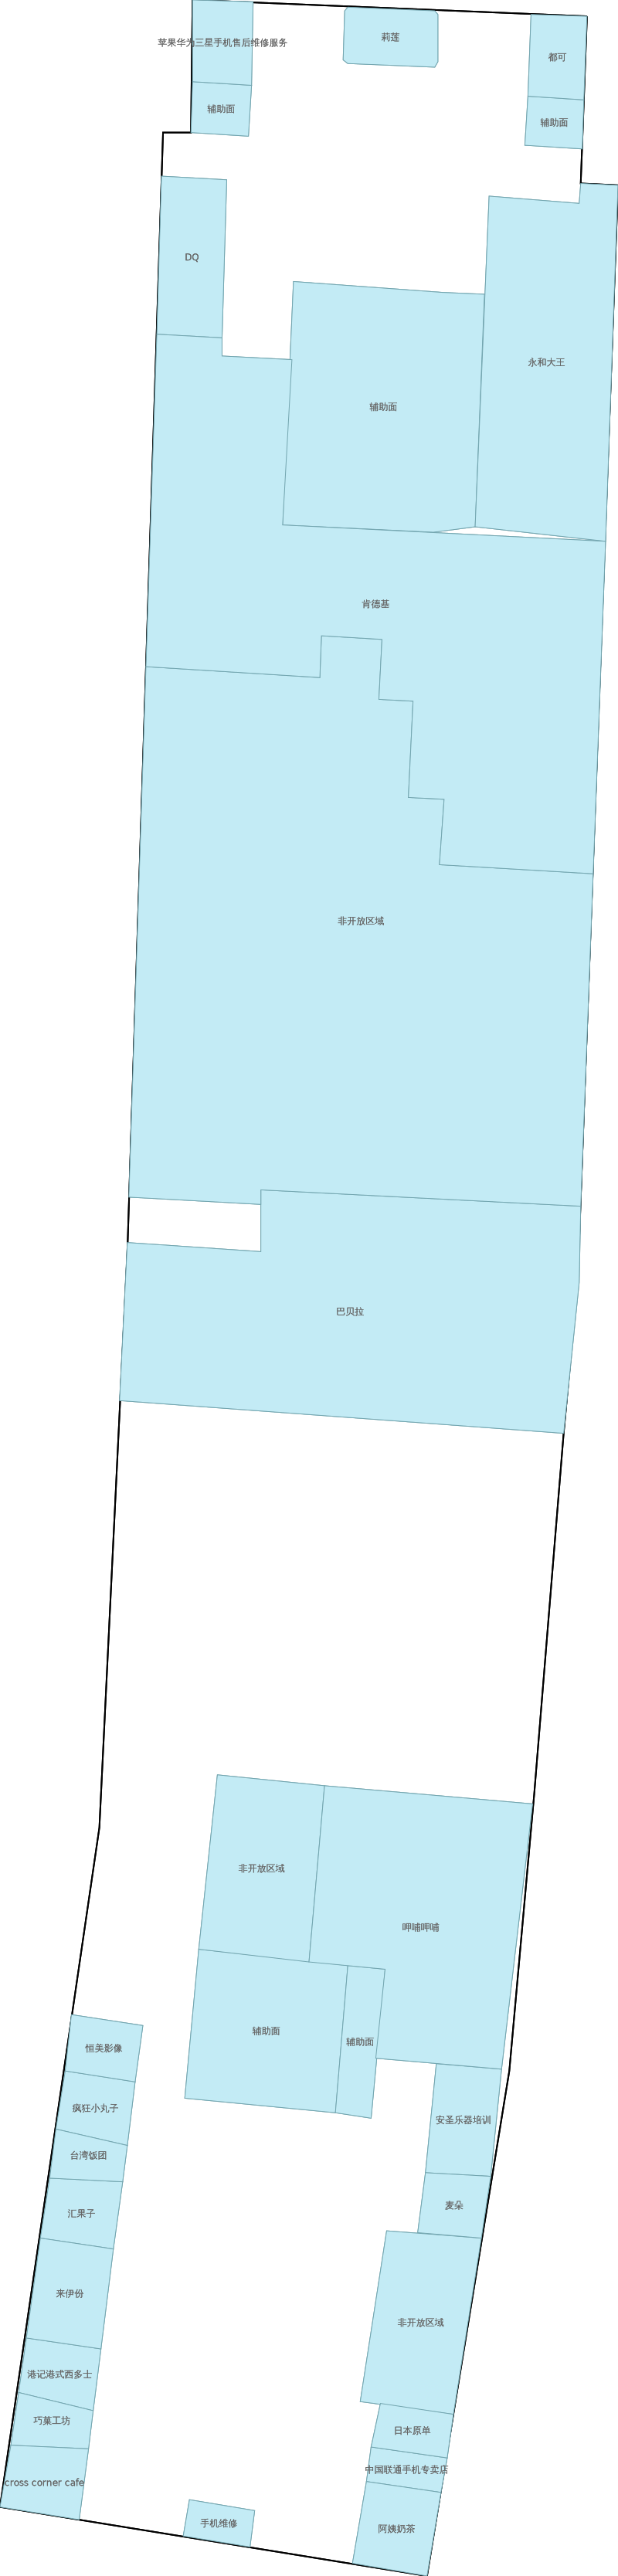 苹果华为三星手机售后维修服务
莉莲
都可
辅助面
辅助面
DQ
永和大王
辅助面
肯德基
非开放区域
巴贝拉
非开放区域
呷哺呷哺
辅助面
辅助面
恒美影像
疯狂小丸子
安圣乐器培训
台湾饭团
麦朵
汇果子
来伊份
非开放区域
港记港式西多士
巧菓工坊
日本原单
中国联通手机专卖店
cross corner cafe
手机维修
阿姨奶茶